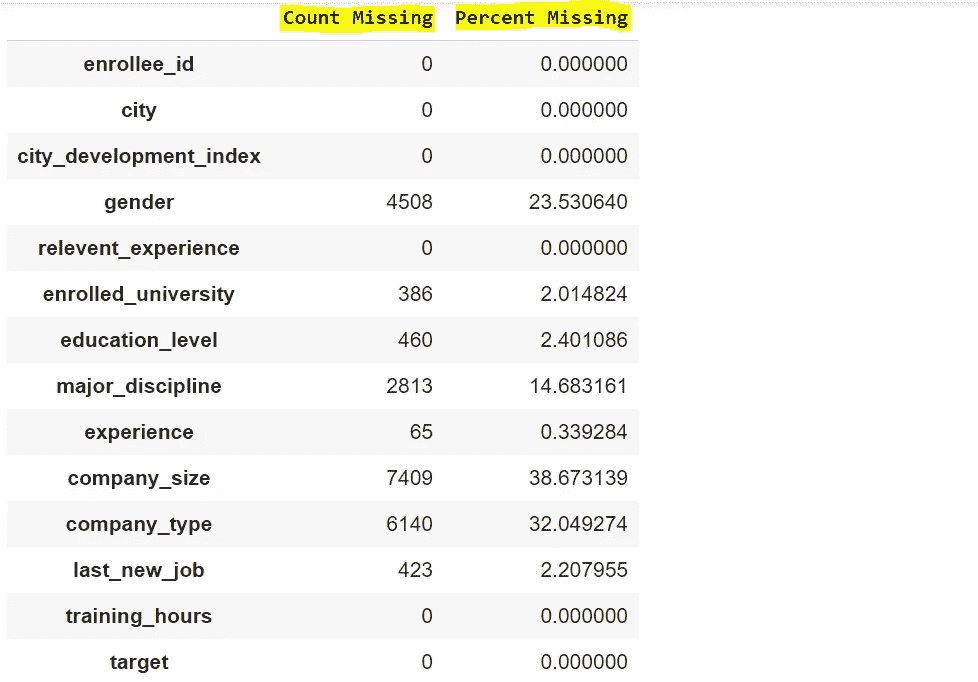 Count Missing Percent Missing
enrollee_id 0 0.000000
city 0 0.000000
city_development_index 0 0.000000
gender 4508 23.530640
relevent_experience 0 0.000000
enrolled_university 386 2.014824
education_level 460 2.401086
major_discipline 2813 14.683161
experience 65 0.339284
company_size 7409 38.673139
company_type 6140 32.049274
last_new_job 423 2.207955
training_hours 0 0.000000
target 0 0.000000